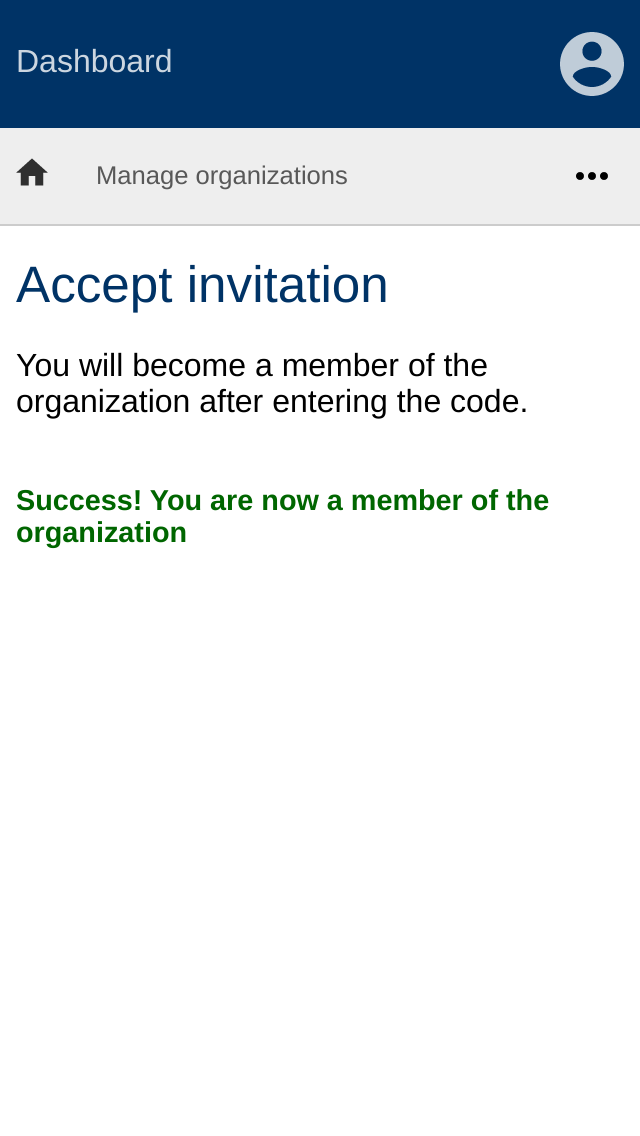 Dashboard
Manage organizations
Accept invitation
You will become a member of the
organization after entering the code.
Success! You are now a member of the
organization